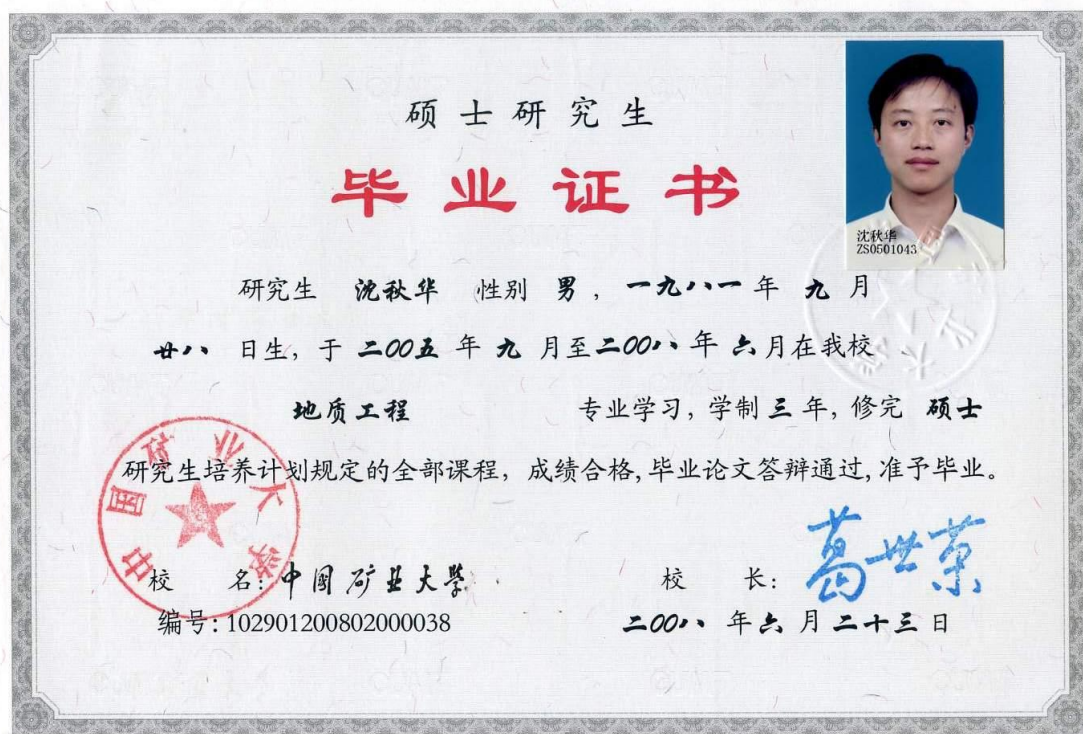 硕士研究生
毕业证书
沈秋华
ZS0501043
研究生 沈秋华 性别 男，一九八一年 九 月
廿八 日生，于 二00五 年 九 月至二00八年 六月在我校
地质工程 专业学习，学制三年，修完 硕士
研究生培养计划规定的全部课程，成绩合格，毕业论文答辩通过，准予毕业。
中国矿业大学
校 名：中国矿业大学
校 长：葛世荣
编号：102901200802000038
二00八 年六 月二十三日